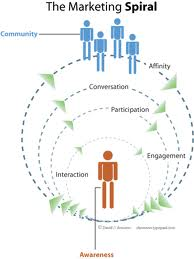 The Marketing Spiral
Community
Affinity
Conversation
Participation
Engagement
Interaction
Awareness